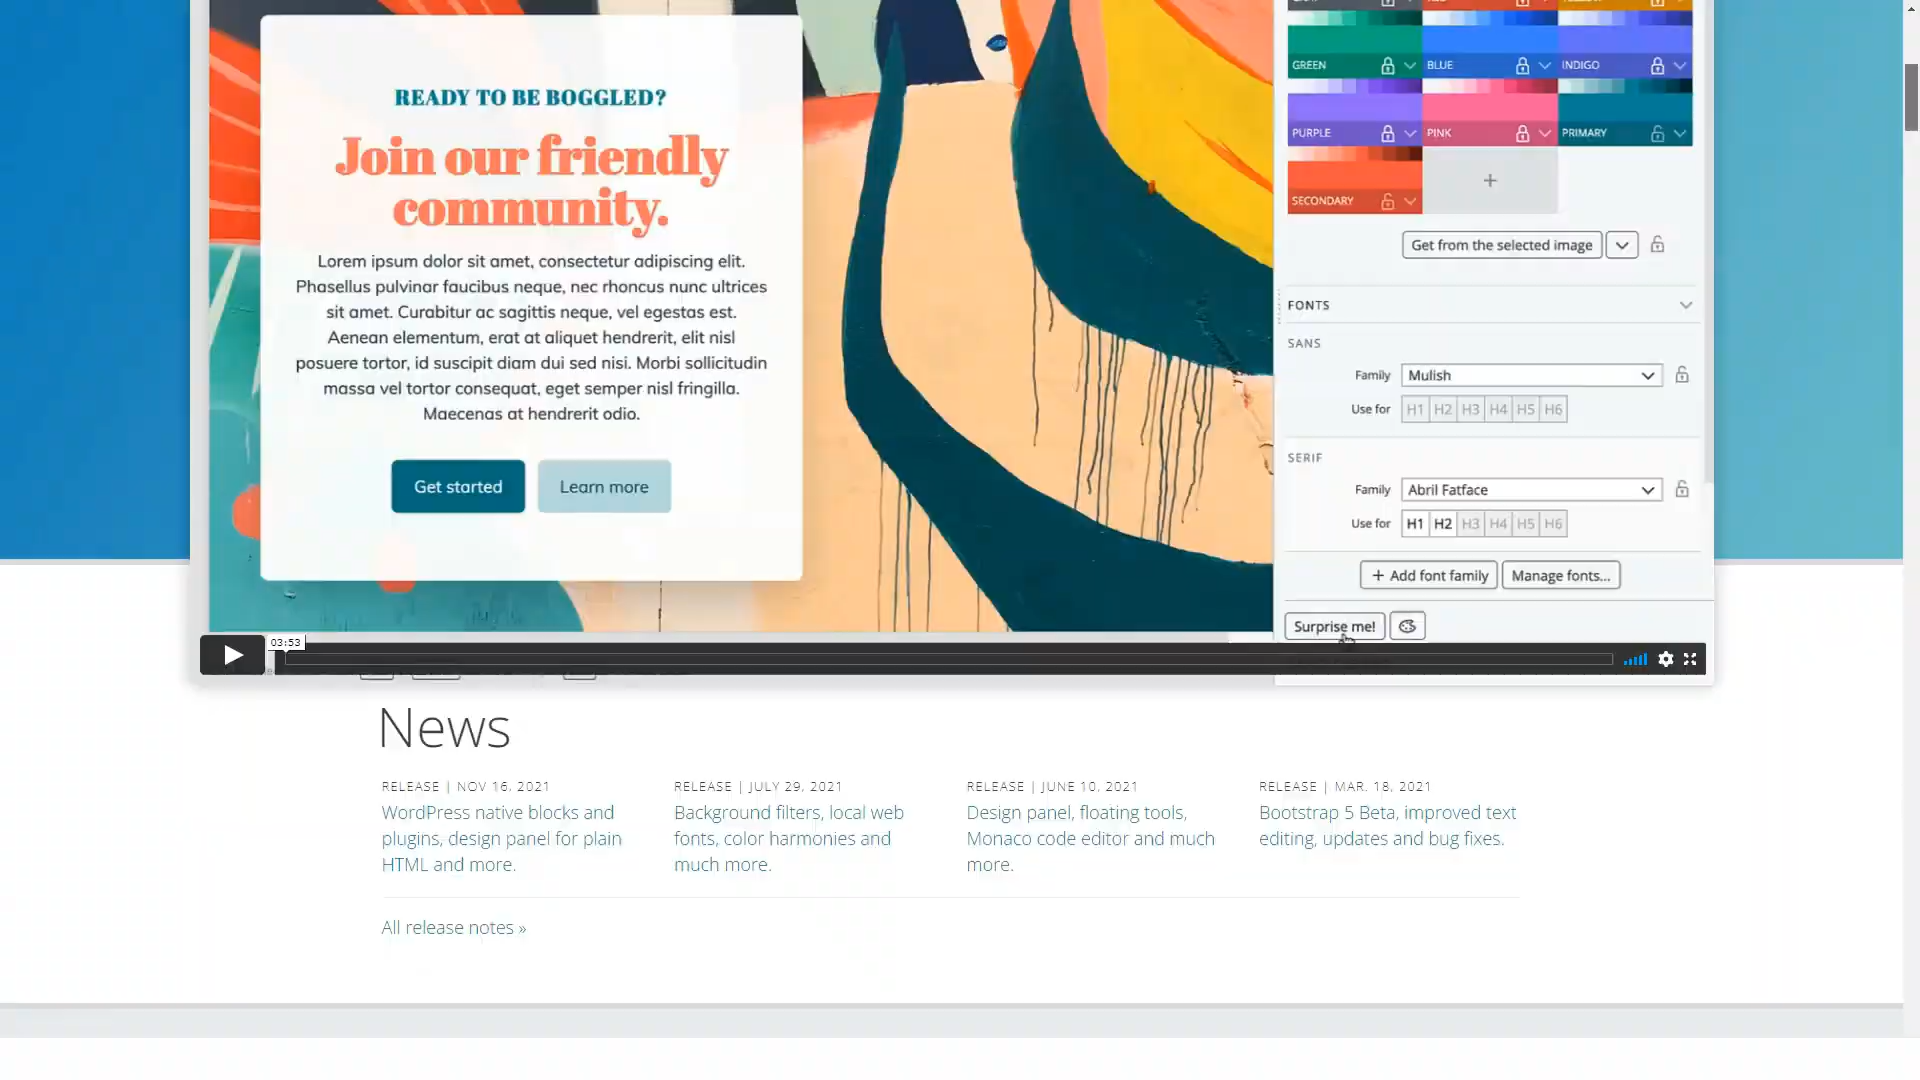 READY TO BE BOGGLED?
Join our friendly
community.
Lorem ipsum dolor sit amet, consectetur adipiscing elit.
Phasellus pulvinar faucibus neque, nec rhoncus nunc ultrices
sit amet. Curabitur ac sagittis neque, vel egestas est.
Aenean elementum, erat at aliquet hendrerit, elit nisl
posuere tortor, id suscipit diam dui sed nisi. Morbi sollicitudin
massa vel tortor consequat, eget semper nisl fringilla.
Maecenas at hendrerit odio.
Get started Learn more
GREEN BLUE INDIGO
PURPLE PINK PRIMARY
SECONDARY +
Get from the selected image
FONTS
SANS
Family Mulish
Use for H1 H2 H3 H4 H5 H6
SERIF
Family Abril Fatface
Use for H1 H2 H3 H4 H5 H6
+ Add font family Manage fonts...
Surprise me!
03:53
News
RELEASE | NOV 16. 2021
WordPress native blocks and
plugins, design panel for plain
HTML and more.
RELEASE | JULY 29, 2021
Background filters, local web
fonts, color harmonies and
much more.
RELEASE | JUNE 10, 2021
Design panel, floating tools,
Monaco code editor and much
more.
RELEASE | MAR. 18, 2021
Bootstrap 5 Beta, improved text
editing, updates and bug fixes.
All release notes »